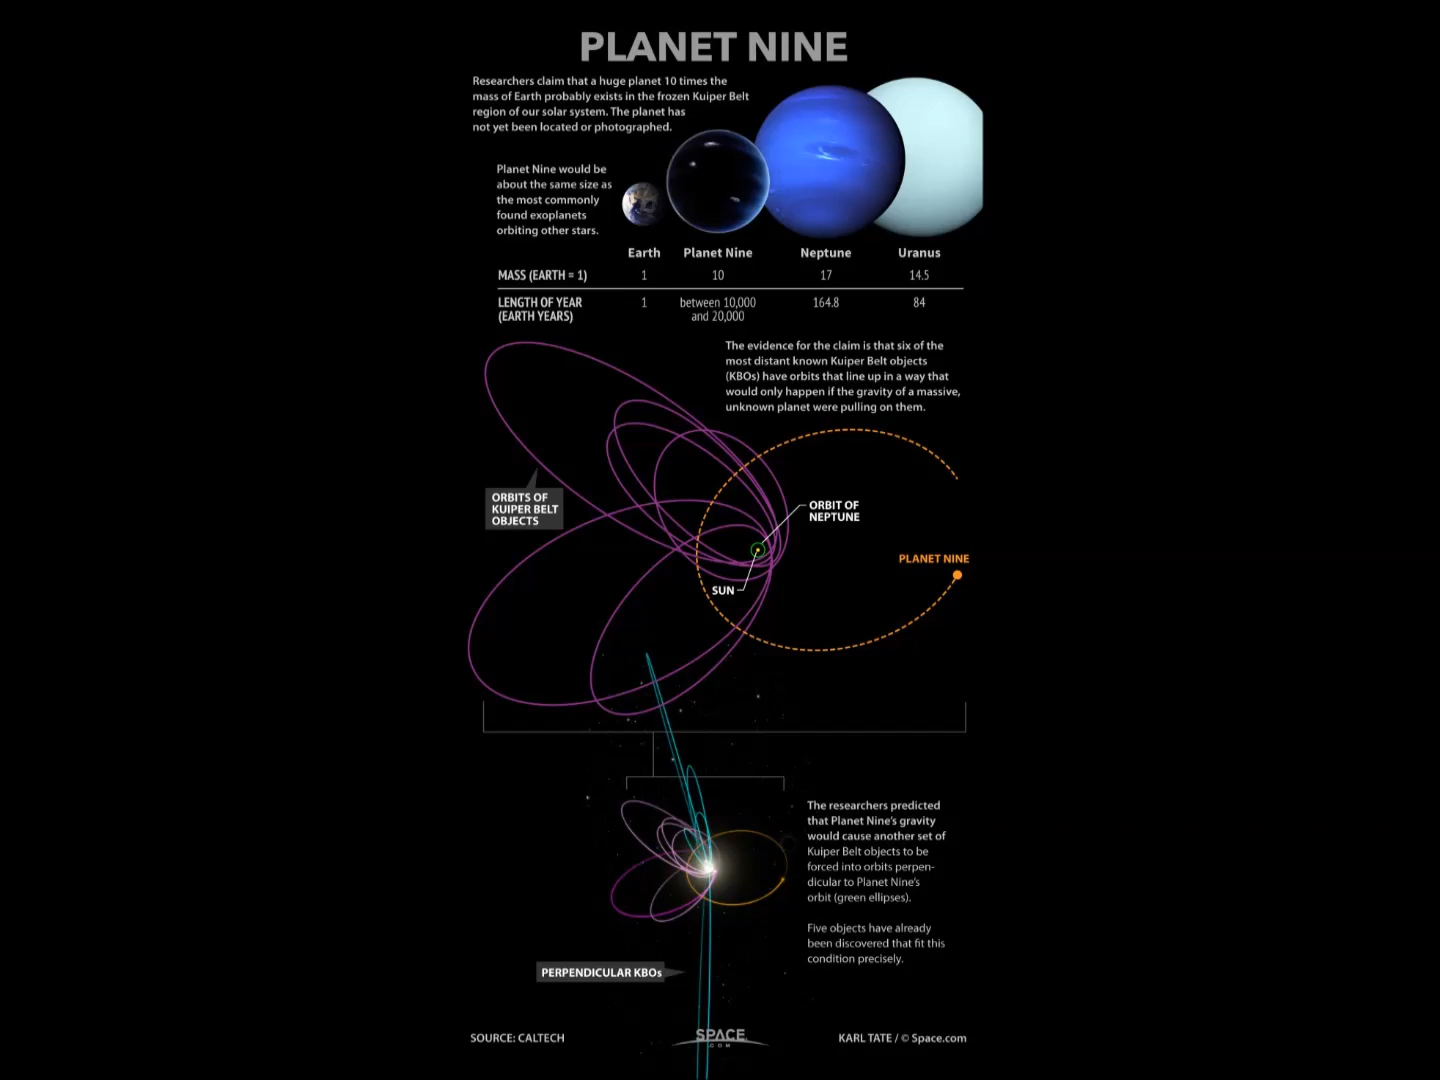 PLANET NINE
Researchers claim that a huge planet 10 times the
mass of Earth probably exists in the frozen Kuiper Belt
region of our solar system. The planet has
not yet been located or photographed.
Planet Nine would be
about the same size as
the most commonly
found exoplanets
orbiting other stars.
Earth Planet Nine Neptune Uranus
MASS (EARTH = 1) 1 10 17 14.5
LENGTH OF YEAR 1 between 10,000 164.8 84
(EARTH YEARS) and 20,000
The evidence for the claim is that six of the
most distant known Kuiper Belt objects
(KBOs) have orbits that line up in a way that
would only happen if the gravity of a massive,
unknown planet were pulling on them.
ORBITS OF
KUIPER BELT
OBJECTS
ORBIT OF
NEPTUNE
PLANET NINE
SUN
The researchers predicted
that Planet Nine's gravity
would cause another set of
Kuiper Belt objects to be
forced into orbits perpen-
dicular to Planet Nine's
orbit (green ellipses).
Five objects have already
been discovered that fit this
condition precisely.
PERPENDICULAR KBOs
SOURCE: CALTECH
SPACE
.COM
KARL TATE / © Space.com